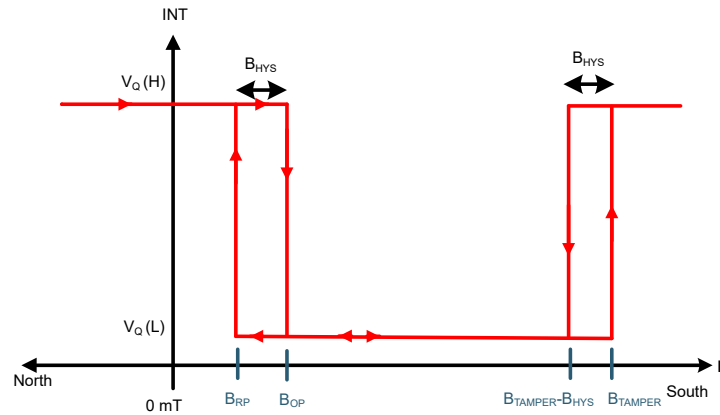 INT
B_HYS B_HYS
V_Q (H)
V_Q (L)
North
0 mT
B_RP
B_OP
B_TAMPER-B_HYS
B_TAMPER
South